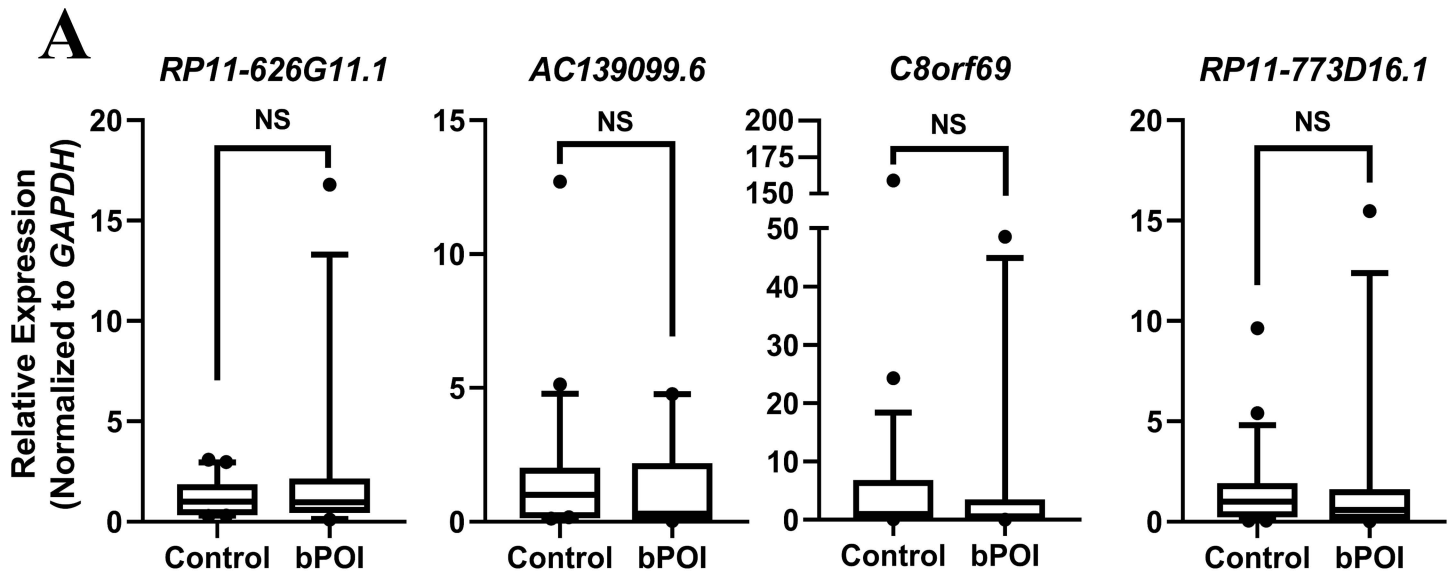 A
RP11-626G11.1
AC139099.6
C8orf69
RP11-773D16.1
Relative Expression
(Normalized to GAPDH)
20
15
10
5
0
NS
Control
bPOI
15
10
5
0
NS
Control
bPOI
200
175
150
50
40
30
20
10
0
NS
Control
bPOI
20
15
10
5
0
NS
Control
bPOI